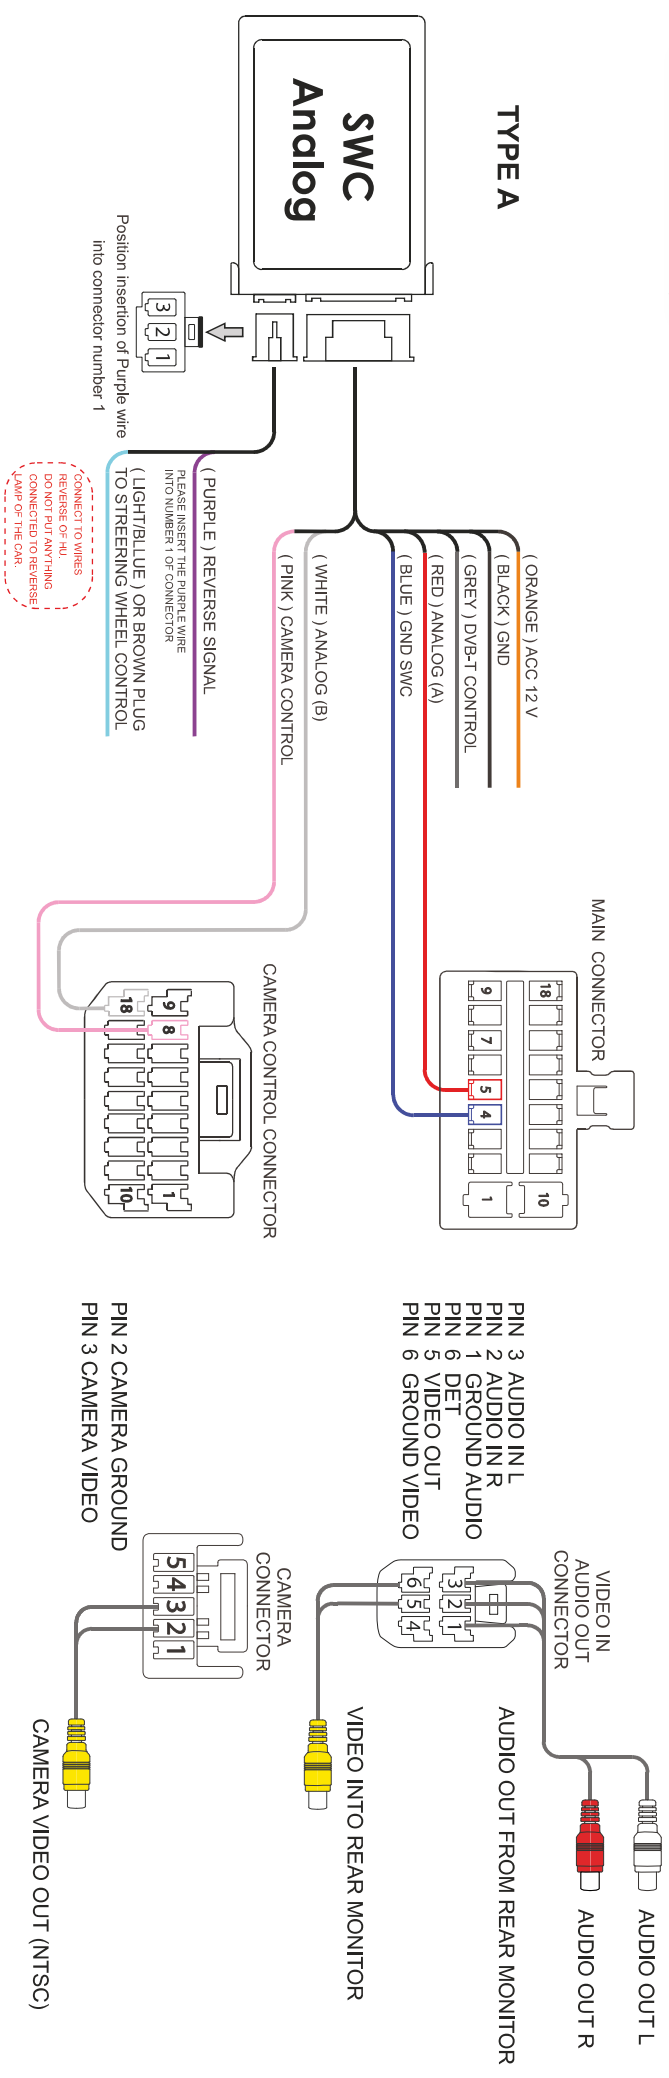 TYPE A
SWC
Analog
Position insertion of Purple wire
into connector number 1
3
2
1
( ORANGE ) ACC 12 V
( BLACK ) GND
( GREY ) DVB-T CONTROL
( RED ) ANALOG (A)
( BLUE ) GND SWC
( WHITE ) ANALOG (B)
( PINK ) CAMERA CONTROL
( PURPLE ) REVERSE SIGNAL
PLEASE INSERT THE PURPLE WIRE
INTO NUMBER 1 OF CONNECTOR
( LIGHT/BLLUE ) OR BROWN PLUG
TO STREERING WHEEL CONTROL
CONNECT TO WIRES
REVERSE OF HU.
DO NOT PUT ANYTHING
CONNECTED TO REVERSE
LAMP OF THE CAR.
MAIN CONNECTOR
18
10
9
7
5
4
1
CAMERA CONTROL CONNECTOR
9
8
1
18
10
PIN 3 AUDIO IN L
PIN 2 AUDIO IN R
PIN 1 GROUND AUDIO
PIN 6 DET
PIN 5 VIDEO OUT
PIN 6 GROUND VIDEO
PIN 2 CAMERA GROUND
PIN 3 CAMERA VIDEO
VIDEO IN
AUDIO OUT
CONNECTOR
3
2
1
6
5
4
CAMERA
CONNECTOR
5
4
3
2
1
AUDIO OUT L
AUDIO OUT R
AUDIO OUT FROM REAR MONITOR
VIDEO INTO REAR MONITOR
CAMERA VIDEO OUT (NTSC)